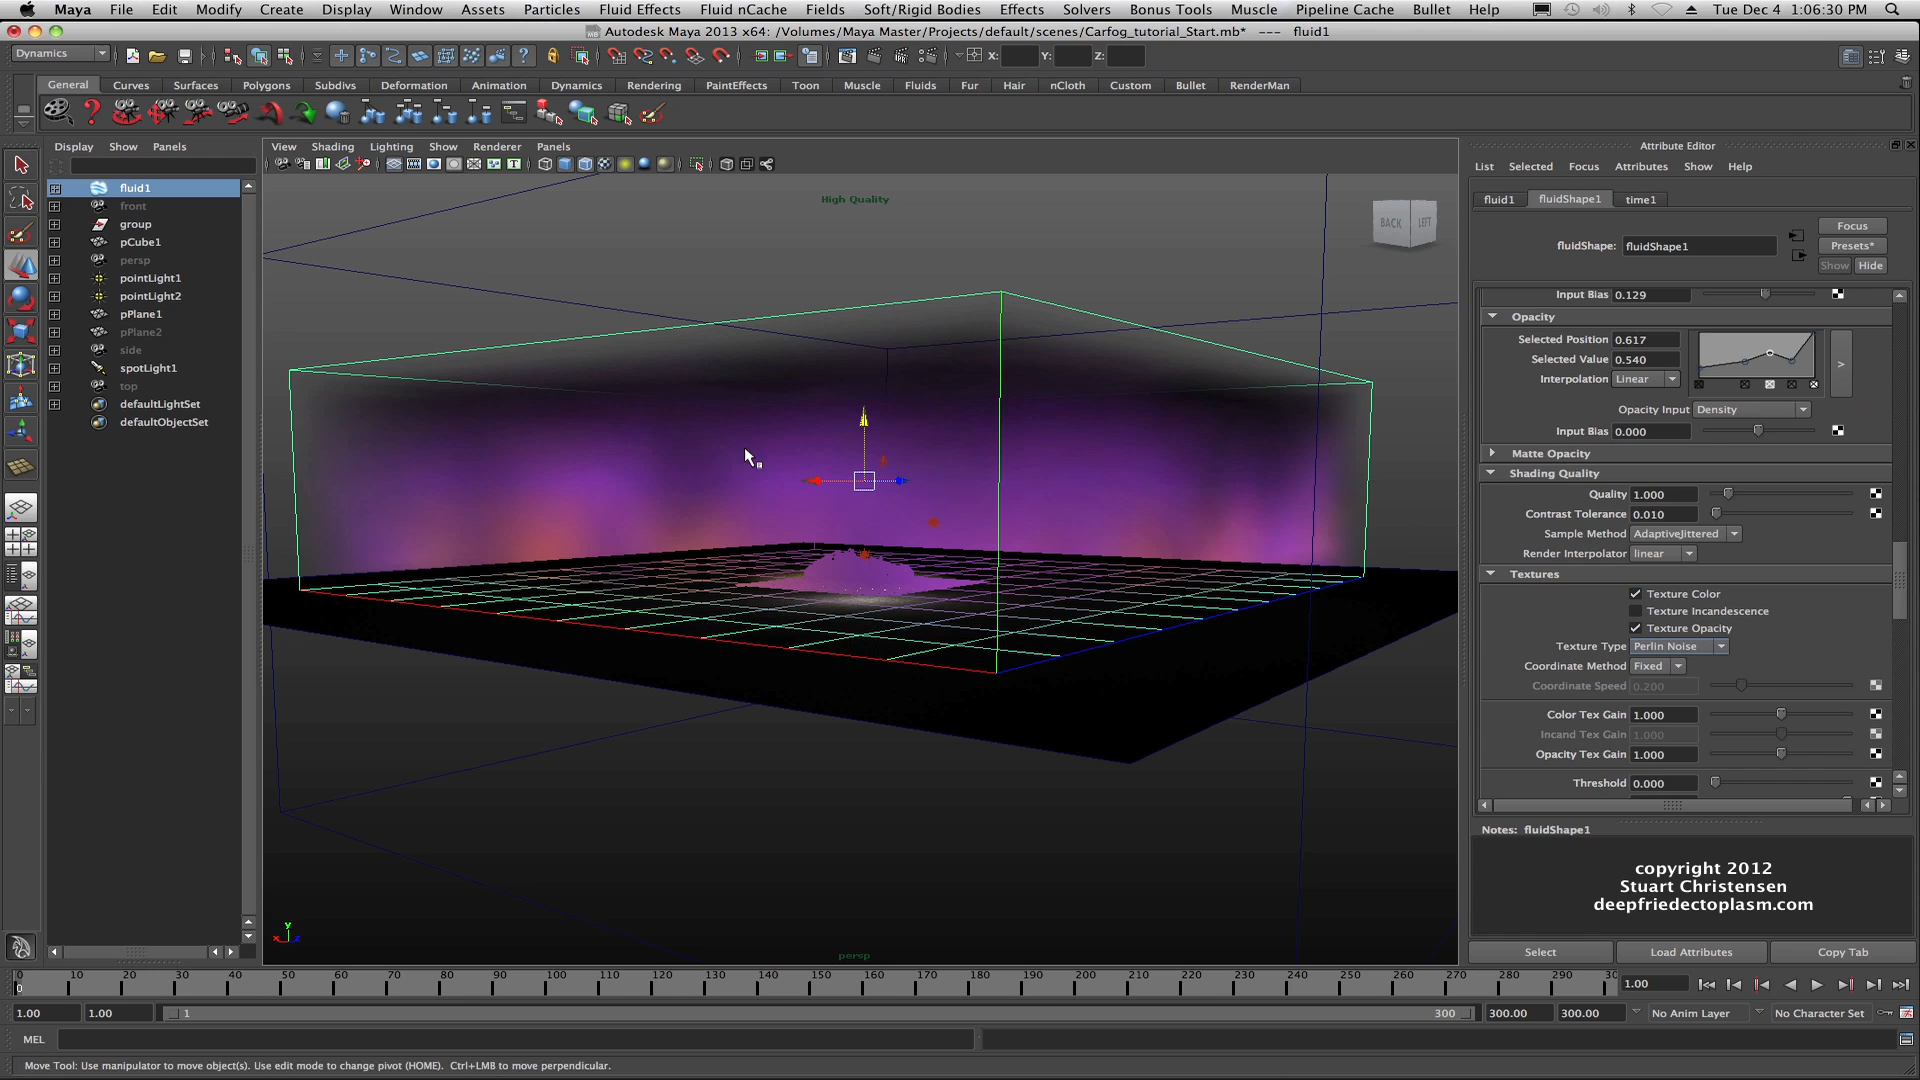 Maya File Edit Modify Create Display Window Assets Particles Fluid Effects Fluid nCache Fields Soft/Rigid Bodies Effects Solvers Bonus Tools Muscle Pipeline Cache Bullet Help Tue Dec 4 1:06:30 PM
Autodesk Maya 2013 x64: /Volumes/Maya Master/Projects/default/scenes/Carfog_tutorial_Start.mb* --- fluid1
Dynamics X: Y: Z:
General Curves Surfaces Polygons Subdivs Deformation Animation Dynamics Rendering PaintEffects Toon Muscle Fluids Fur Hair nCloth Custom Bullet RenderMan
Display Show Panels
fluid1
front
group
pCube1
persp
pointLight1
pointLight2
pPlane1
pPlane2
side
spotLight1
top
defaultLightSet
defaultObjectSet
View Shading Lighting Show Renderer Panels
High Quality
BACK LEFT
y
x z
persp
Attribute Editor
List Selected Focus Attributes Show Help
fluid1 fluidShape1 time1
Focus
fluidShape: fluidShape1 Presets*
Show Hide
Input Bias 0.129
Opacity
Selected Position 0.617
Selected Value 0.540
Interpolation Linear
>
Opacity Input Density
Input Bias 0.000
Matte Opacity
Shading Quality
Quality 1.000
Contrast Tolerance 0.010
Sample Method AdaptiveJittered
Render Interpolator linear
Textures
Texture Color
Texture Incandescence
Texture Opacity
Texture Type Perlin Noise
Coordinate Method Fixed
Coordinate Speed 0.200
Color Tex Gain 1.000
Incand Tex Gain 1.000
Opacity Tex Gain 1.000
Threshold 0.000
Notes: fluidShape1
copyright 2012
Stuart Christensen
deepfriedectoplasm.com
Select Load Attributes Copy Tab
0 10 20 30 40 50 60 70 80 90 100 110 120 130 140 150 160 170 180 190 200 210 220 230 240 250 260 270 280 290 30 1.00
0
1.00 1.00 1 300 300.00 300.00 No Anim Layer No Character Set
MEL
Move Tool: Use manipulator to move object(s). Use edit mode to change pivot (HOME). Ctrl+LMB to move perpendicular.